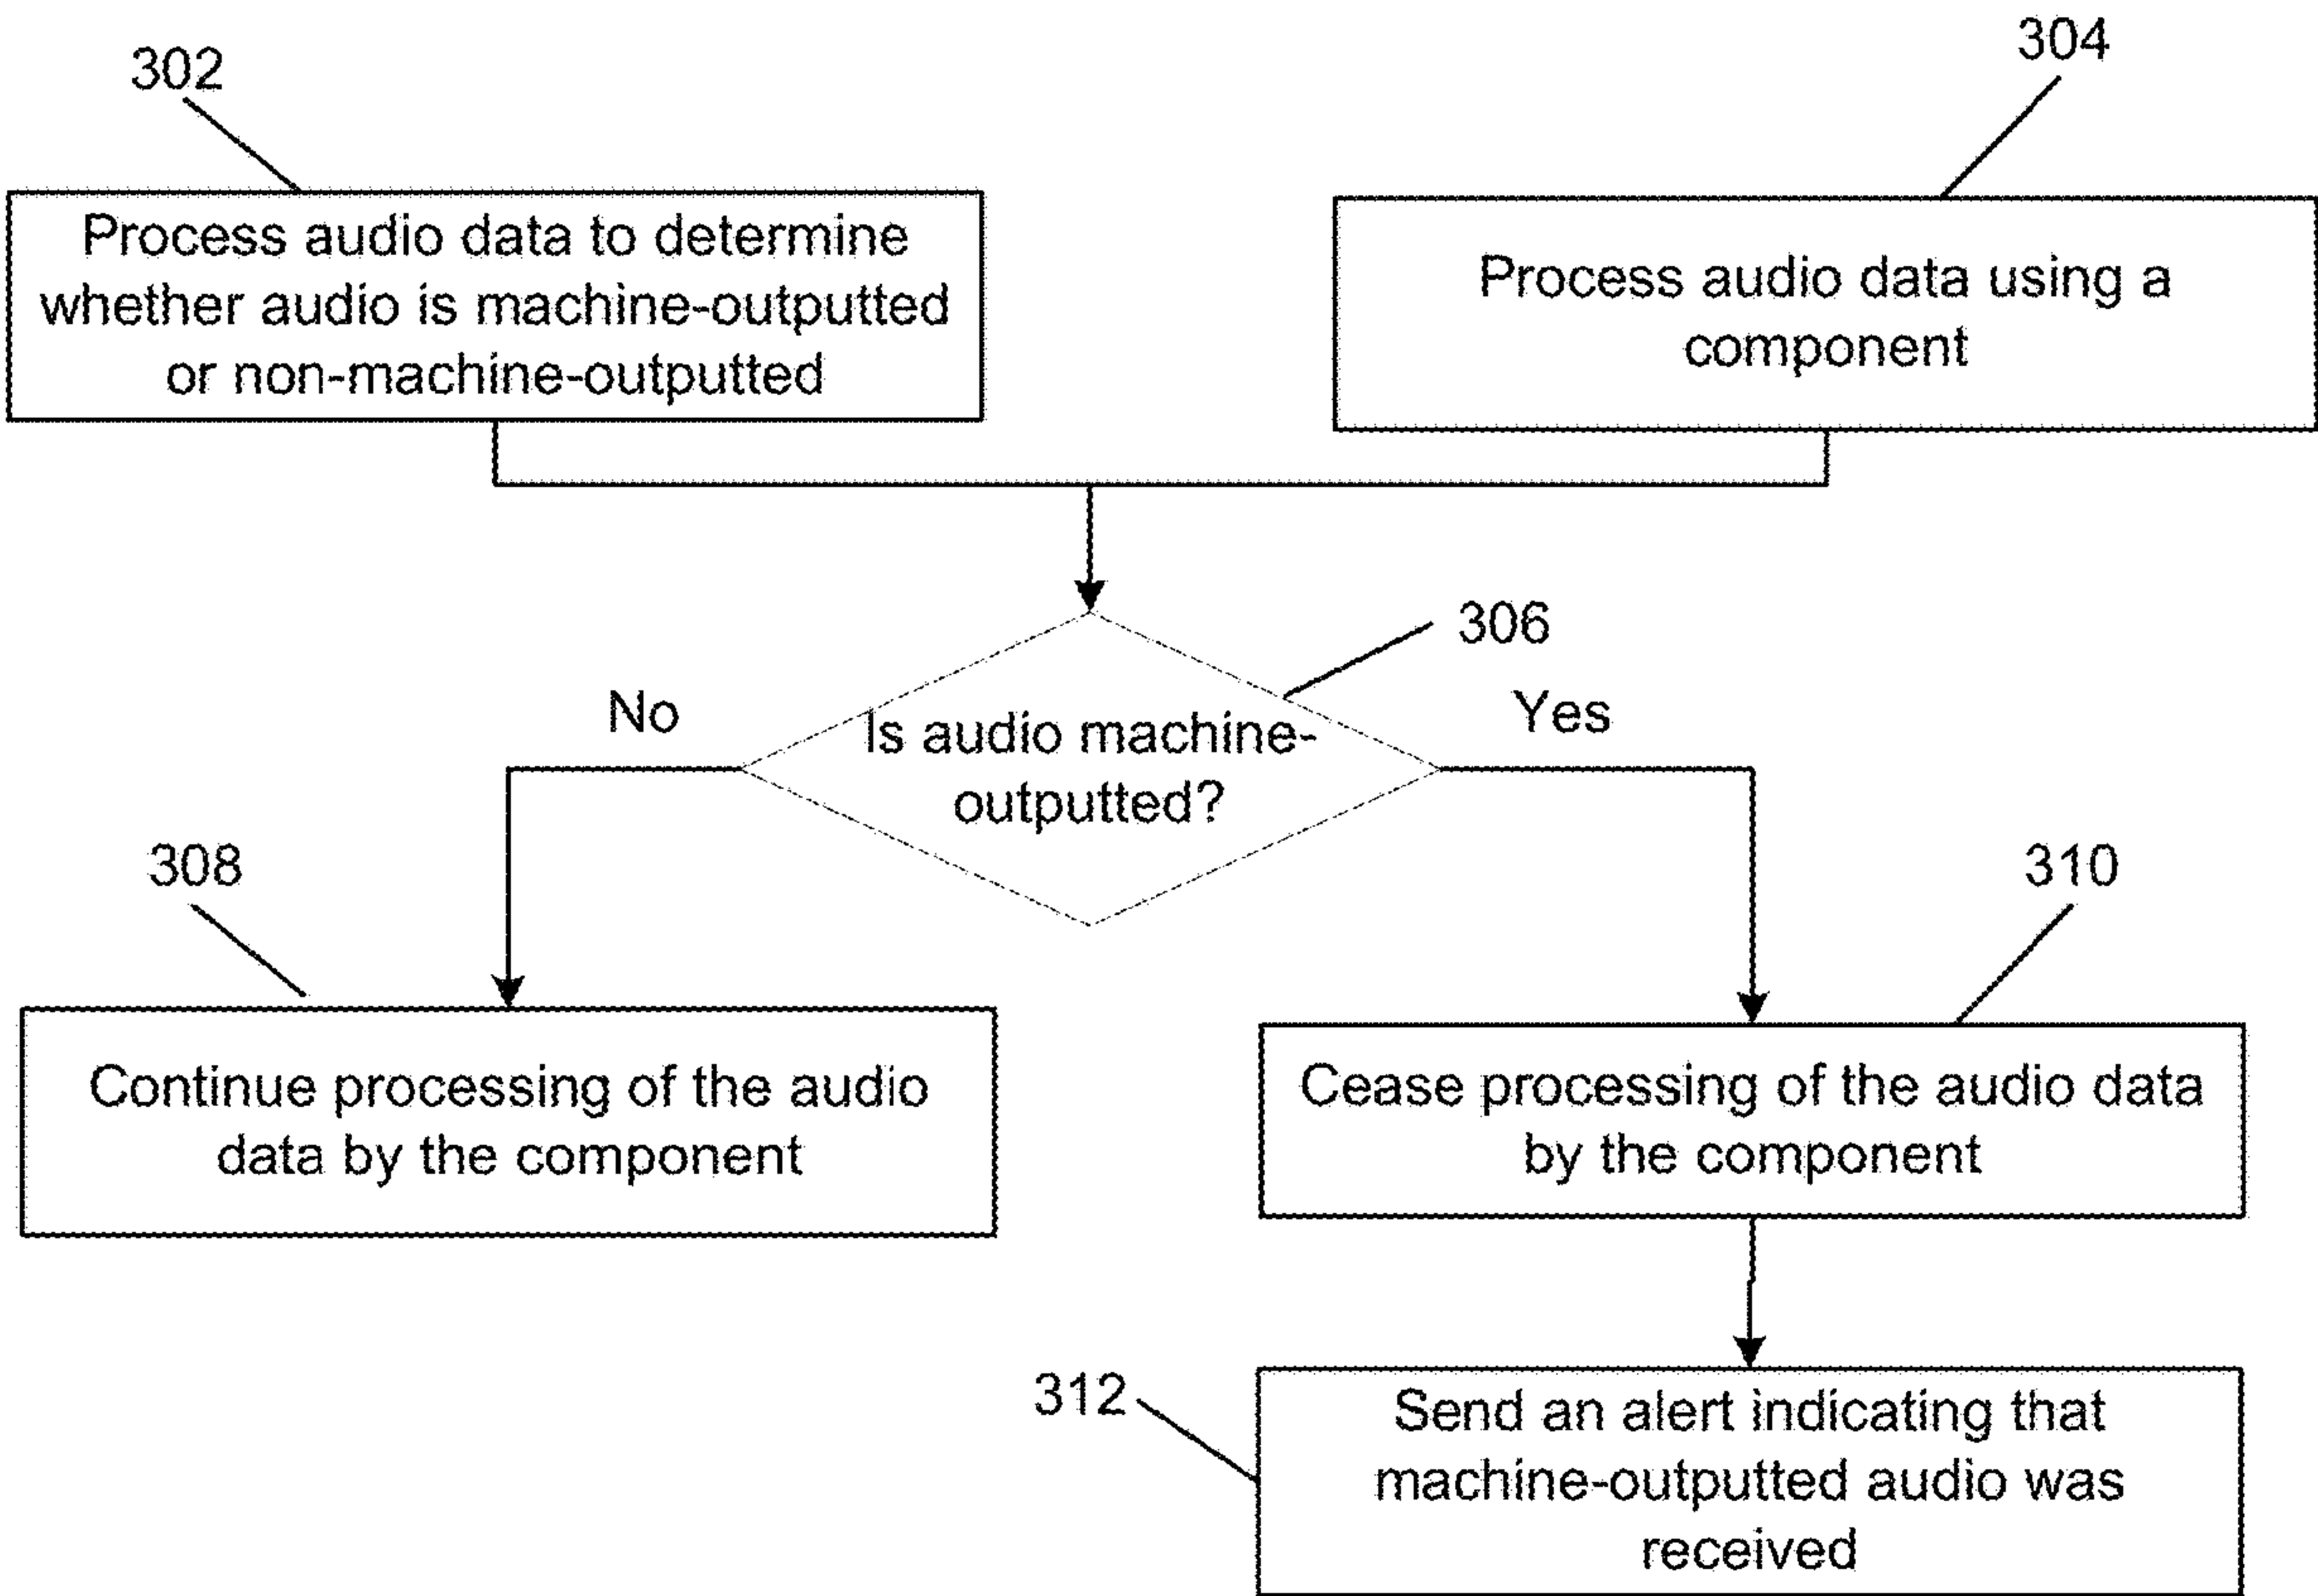 302
304
Process audio data to determine
whether audio is machine-outputted
or non-machine-outputted
Process audio data using a
component
306
No
Yes
Is audio machine-
outputted?
308
310
Continue processing of the audio
data by the component
Cease processing of the audio data
by the component
312
Send an alert indicating that
machine-outputted audio was
received